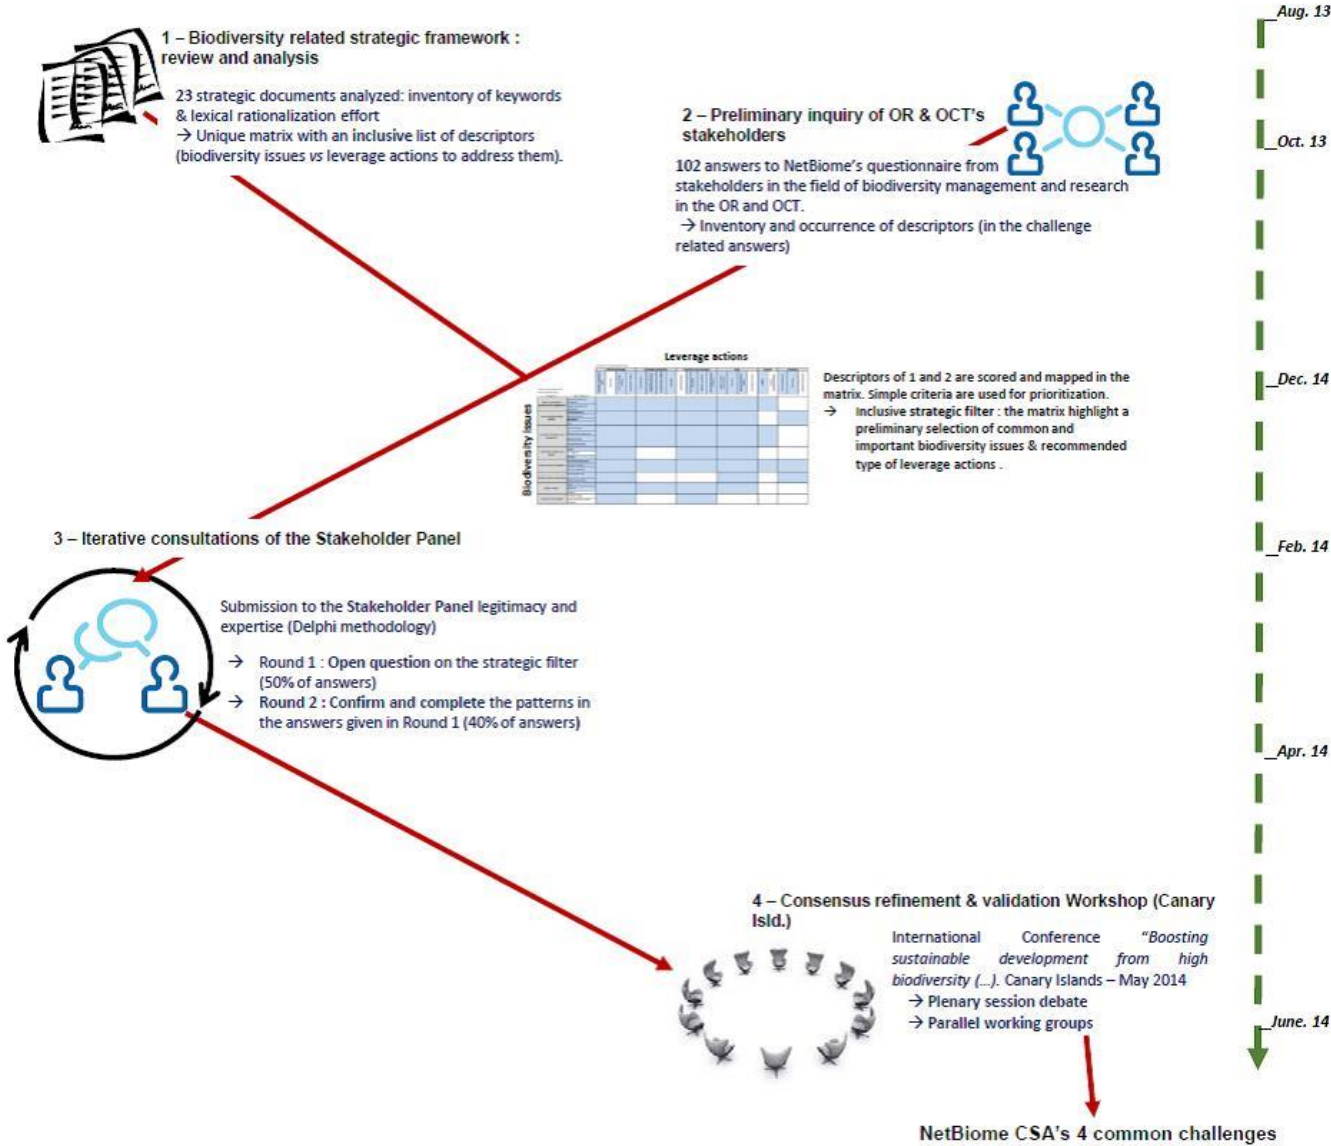 1 – Biodiversity related strategic framework :
review and analysis
23 strategic documents analyzed: inventory of keywords
& lexical rationalization effort
→ Unique matrix with an inclusive list of descriptors
(biodiversity issues vs leverage actions to address them).
2 – Preliminary inquiry of OR & OCT's
stakeholders
102 answers to NetBiome's questionnaire from
stakeholders in the field of biodiversity management and research
in the OR and OCT.
→ Inventory and occurrence of descriptors (in the challenge
related answers)
Leverage actions
Biodiversity issues
Descriptors of 1 and 2 are scored and mapped in the
matrix. Simple criteria are used for prioritization.
→ Inclusive strategic filter : the matrix highlight a
preliminary selection of common and
important biodiversity issues & recommended
type of leverage actions .
3 – Iterative consultations of the Stakeholder Panel
Submission to the Stakeholder Panel legitimacy and
expertise (Delphi methodology)
→ Round 1 : Open question on the strategic filter
(50% of answers)
→ Round 2 : Confirm and complete the patterns in
the answers given in Round 1 (40% of answers)
4 – Consensus refinement & validation Workshop (Canary
Isld.)
International Conference "Boosting
sustainable development from high
biodiversity (...). Canary Islands – May 2014
→ Plenary session debate
→ Parallel working groups
NetBiome CSA's 4 common challenges
Aug. 13
Oct. 13
Dec. 14
Feb. 14
Apr. 14
June. 14